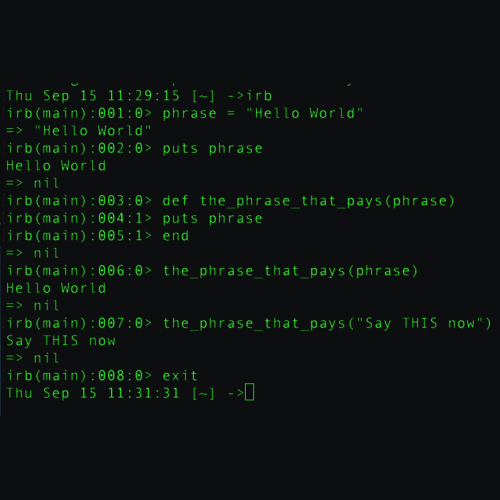 Thu Sep 15 11:29:15 [~] ->irb
irb(main):001:0> phrase = "Hello World"
=> "Hello World"
irb(main):002:0> puts phrase
Hello World
=> nil
irb(main):003:0> def the_phrase_that_pays(phrase)
irb(main):004:1> puts phrase
irb(main):005:1> end
=> nil
irb(main):006:0> the_phrase_that_pays(phrase)
Hello World
=> nil
irb(main):007:0> the_phrase_that_pays("Say THIS now")
Say THIS now
=> nil
irb(main):008:0> exit
Thu Sep 15 11:31:31 [~] ->